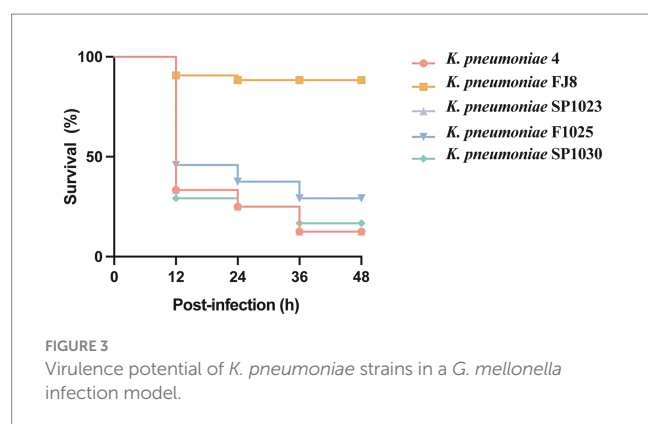 100
50
0
Survival (%)
0 12 24 36 48
Post-infection (h)
K. pneumoniae 4
K. pneumoniae FJ8
K. pneumoniae SP1023
K. pneumoniae F1025
K. pneumoniae SP1030
FIGURE 3
Virulence potential of K. pneumoniae strains in a G. mellonella
infection model.